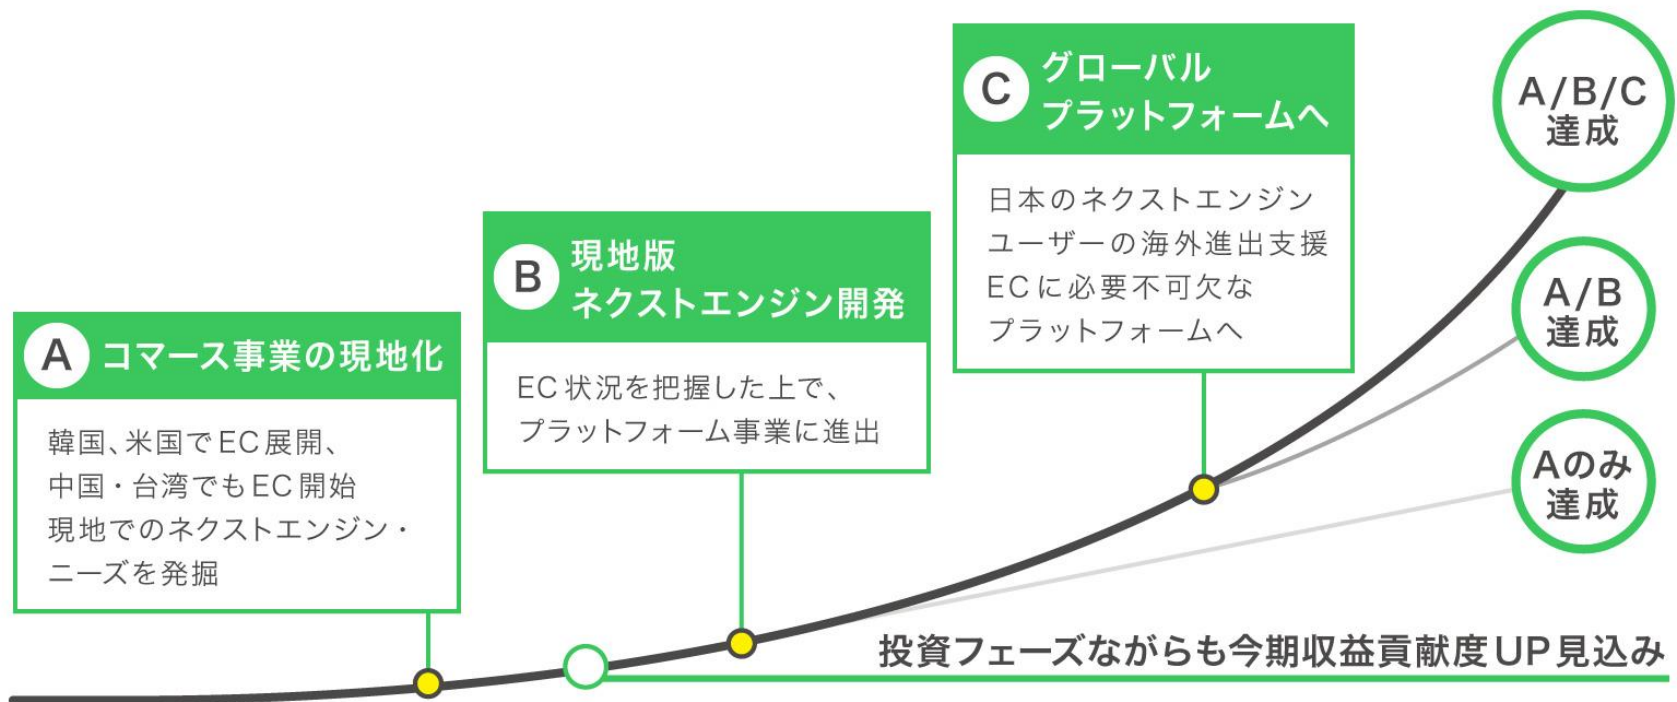 A コマース事業の現地化
韓国、米国でEC展開、
中国・台湾でもEC開始
現地でのネクストエンジン・
ニーズを発掘
B 現地版
ネクストエンジン開発
EC状況を把握した上で、
プラットフォーム事業に進出
C グローバル
プラットフォームへ
日本のネクストエンジン
ユーザーの海外進出支援
ECに必要不可欠な
プラットフォームへ
A/B/C
達成
A/B
達成
Aのみ
達成
投資フェーズながらも今期収益貢献度UP見込み